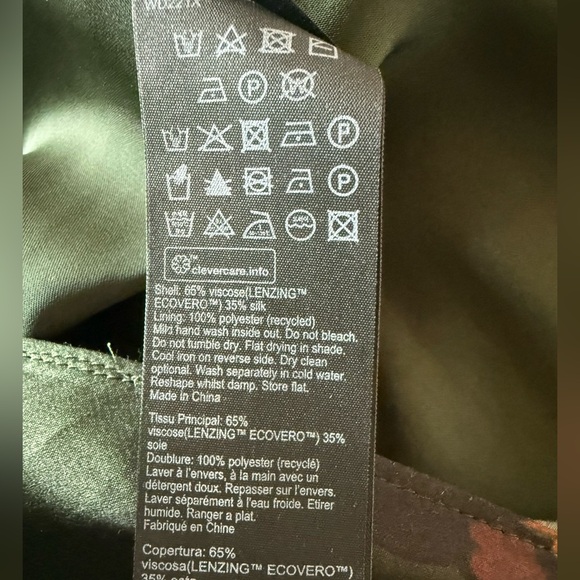 WD221X
clevercare.info
Shell: 65% viscose(LENZING™
ECOVERO™) 35% silk
Lining: 100% polyester (recycled)
Mild hand wash inside out. Do not bleach.
Do not tumble dry. Flat drying in shade.
Cool iron on reverse side. Dry clean
optional. Wash separately in cold water.
Reshape whilst damp. Store flat.
Made in China
Tissu Principal: 65%
viscose(LENZING™ ECOVERO™) 35%
soie
Doublure: 100% polyester (recyclé)
Laver à l'envers, à la main avec un
détergent doux. Repasser sur l'envers.
Laver séparément à l'eau froide. Etirer
humide. Ranger a plat.
Fabriqué en Chine
Copertura: 65%
viscosa(LENZING™ ECOVERO™)
35% seta